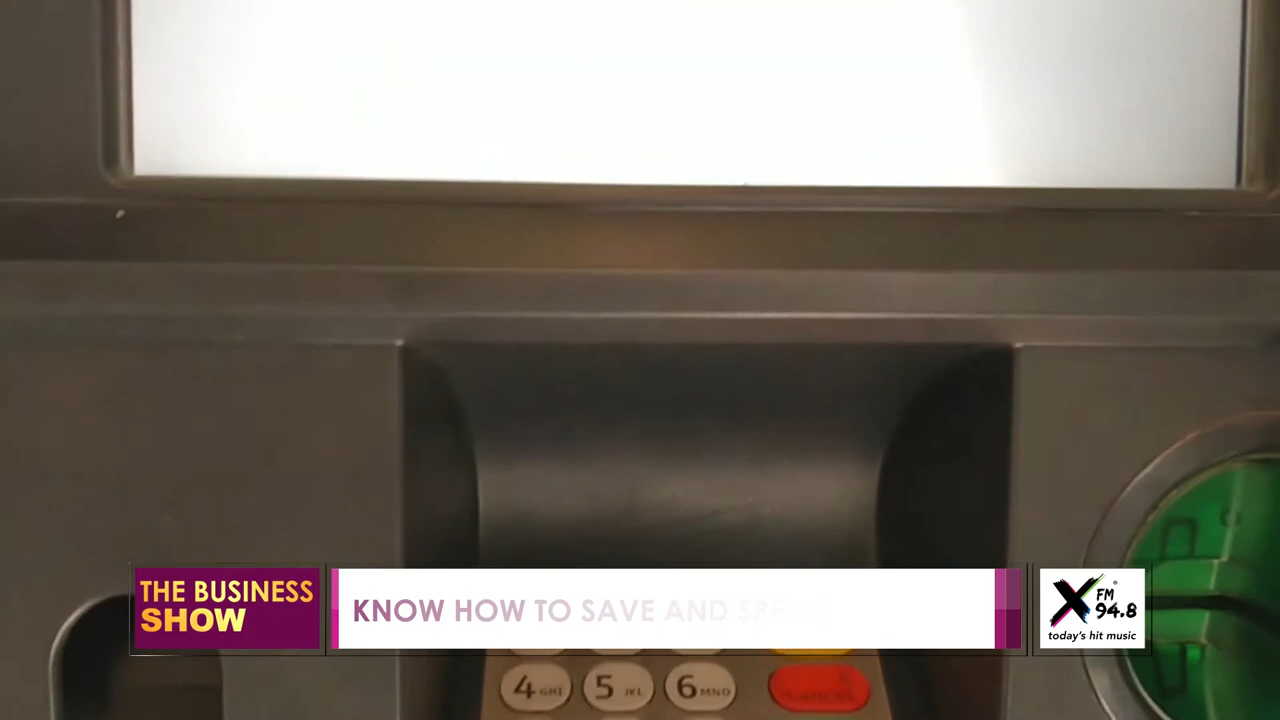 THE BUSINESS
SHOW
KNOW HOW TO SAVE AND SPEND
X FM
94.8
today's hit music
4 GHI 5 JKL 6 MNO